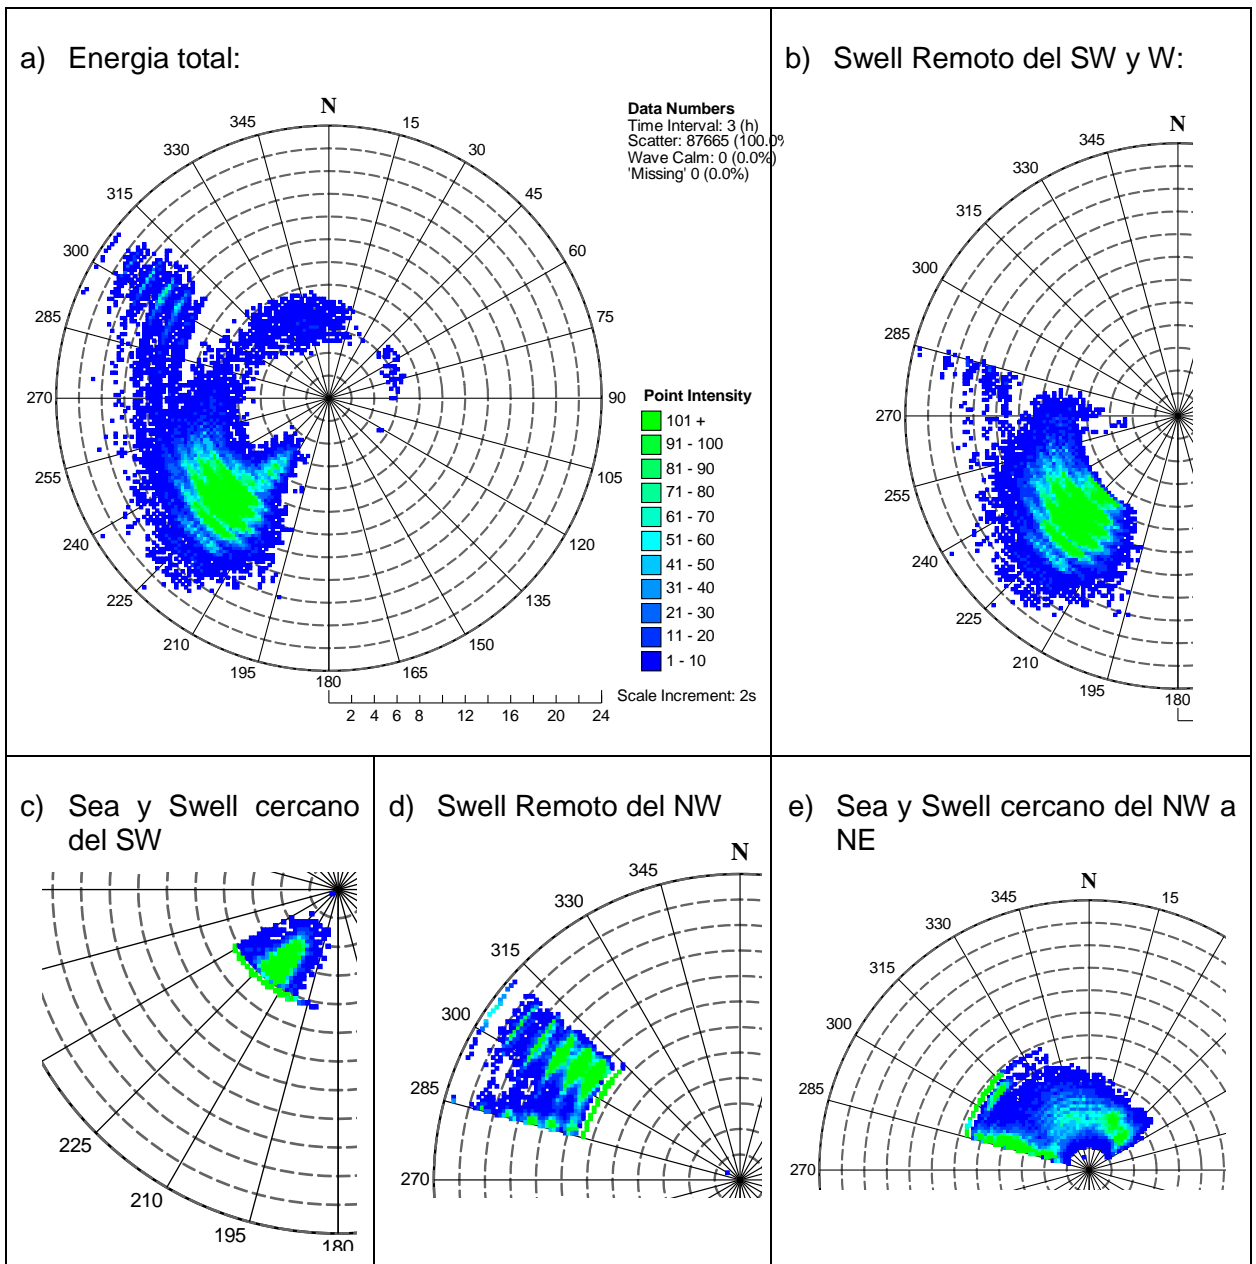 a) Energia total:
N
345
15
330
30
315
45
300
60
285
75
270
90
255
105
240
120
225
135
210
150
195
165
180
2 4 6 8 12 16 20 24
Data Numbers
Time Interval: 3 (h)
Scatter: 87665 (100.0%
Wave Calm: 0 (0.0%)
'Missing' 0 (0.0%)
Point Intensity
101 +
91 - 100
81 - 90
71 - 80
61 - 70
51 - 60
41 - 50
31 - 40
21 - 30
11 - 20
1 - 10
Scale Increment: 2s
b) Swell Remoto del SW y W:
N
345
330
315
300
285
270
255
240
225
210
195
180
c) Sea y Swell cercano
del SW
225
210
195
180
d) Swell Remoto del NW
N
345
330
315
300
285
270
e) Sea y Swell cercano del NW a
NE
N
345
15
330
315
300
285
270